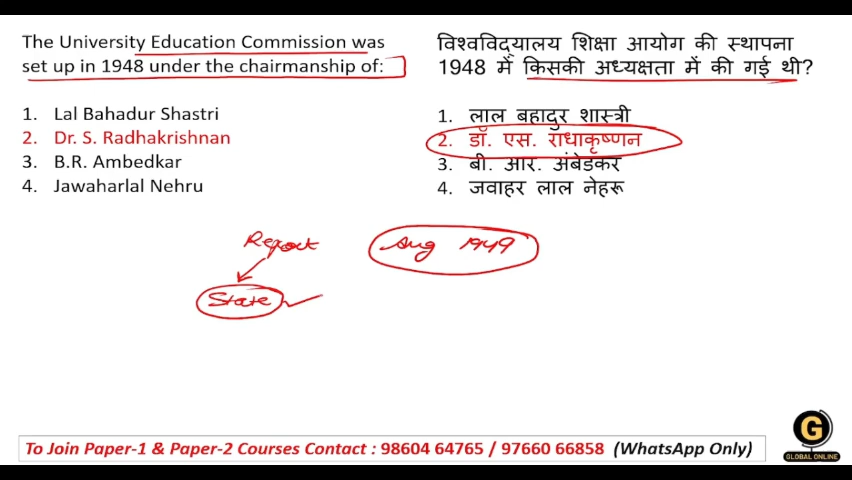 The University Education Commission was
set up in 1948 under the chairmanship of:
1. Lal Bahadur Shastri
2. Dr. S. Radhakrishnan
3. B.R. Ambedkar
4. Jawaharlal Nehru
विश्वविद्यालय शिक्षा आयोग की स्थापना
1948 में किसकी अध्यक्षता में की गई थी?
1. लाल बहादुर शास्त्री
2. डॉ. एस. राधाकृष्णन
3. बी. आर. अंबेडकर
4. जवाहर लाल नेहरू
Report
Aug 1949
State
G
GLOBAL ONLINE
To Join Paper-1 & Paper-2 Courses Contact : 98604 64765 / 97660 66858 (WhatsApp Only)